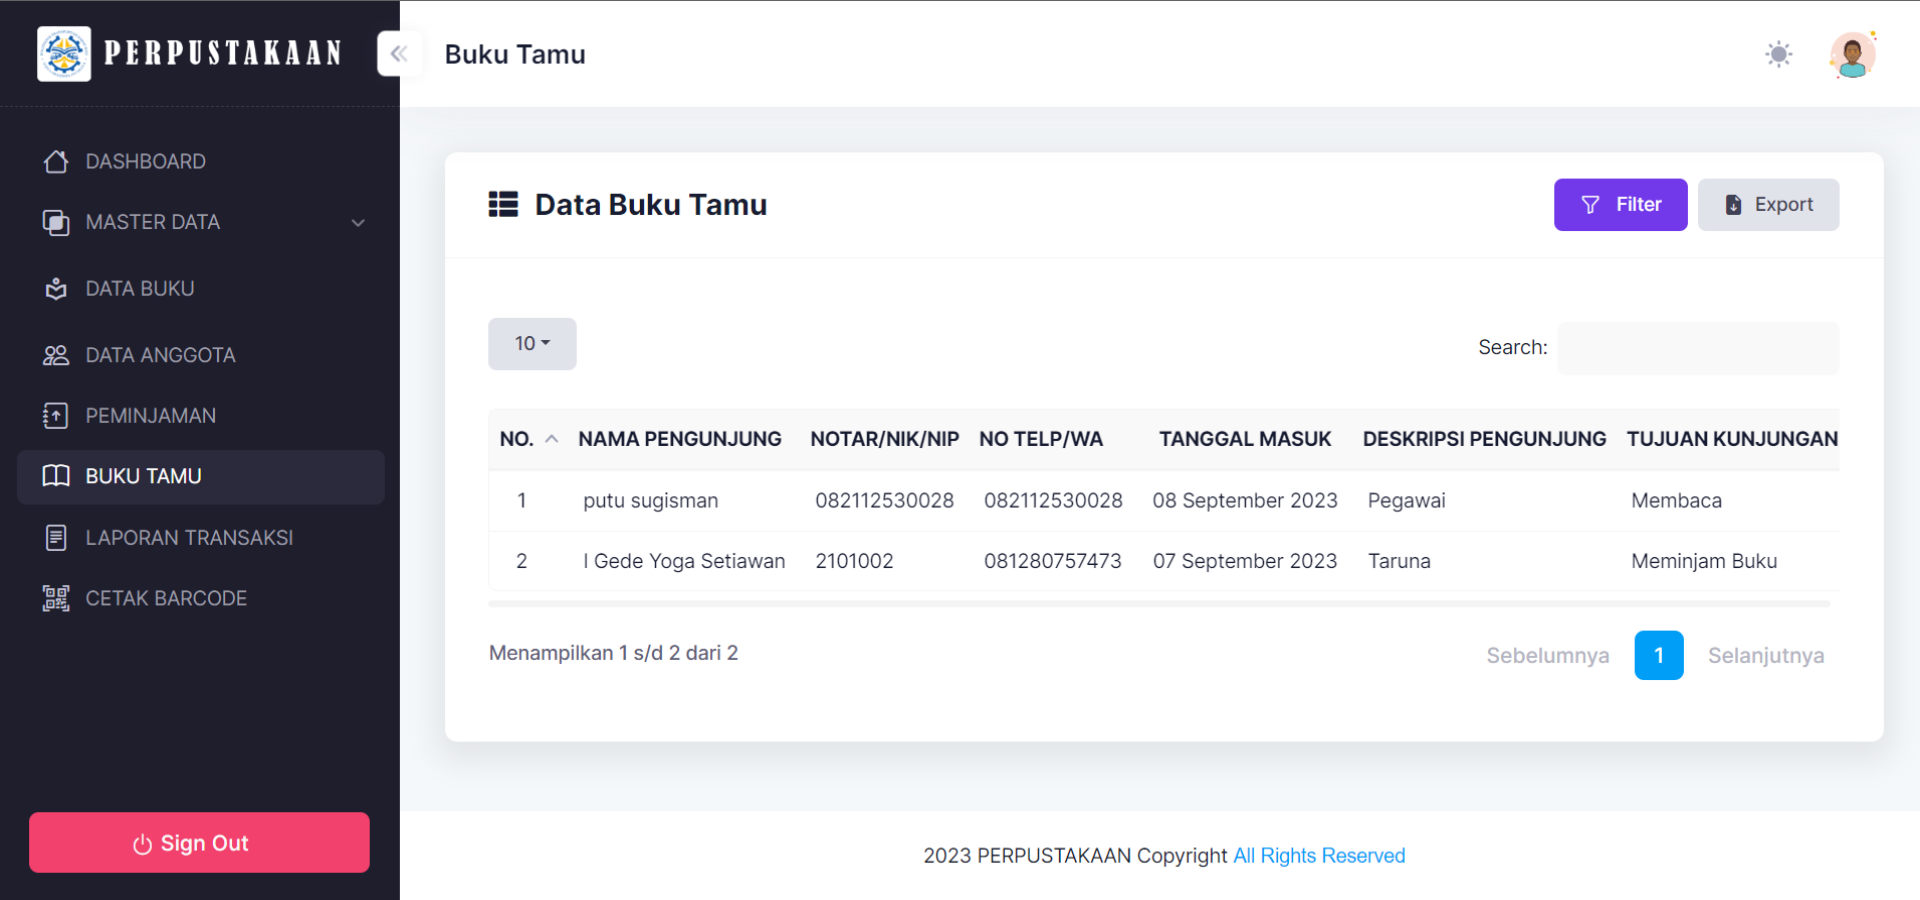 PERPUSTAKAAN
Buku Tamu
DASHBOARD
MASTER DATA
DATA BUKU
DATA ANGGOTA
PEMINJAMAN
BUKU TAMU
LAPORAN TRANSAKSI
CETAK BARCODE
Sign Out
Data Buku Tamu
Filter
Export
10
Search:
NO. NAMA PENGUNJUNG NOTAR/NIK/NIP NO TELP/WA TANGGAL MASUK DESKRIPSI PENGUNJUNG TUJUAN KUNJUNGAN
1 putu sugisman 082112530028 082112530028 08 September 2023 Pegawai Membaca
2 I Gede Yoga Setiawan 2101002 081280757473 07 September 2023 Taruna Meminjam Buku
Menampilkan 1 s/d 2 dari 2
Sebelumnya 1 Selanjutnya
2023 PERPUSTAKAAN Copyright All Rights Reserved